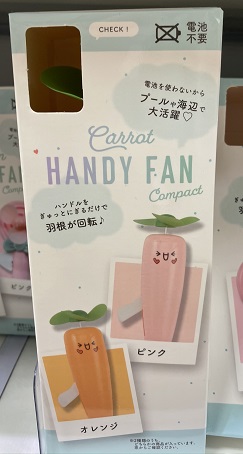 CHECK！
電池
不要
電池を使わないから
プールや海辺で
大活躍♡
Carrot
HANDY FAN
Compact
ハンドルを
ぎゅっとにぎるだけで
羽根が回転♪
ピンク
オレンジ
FAN